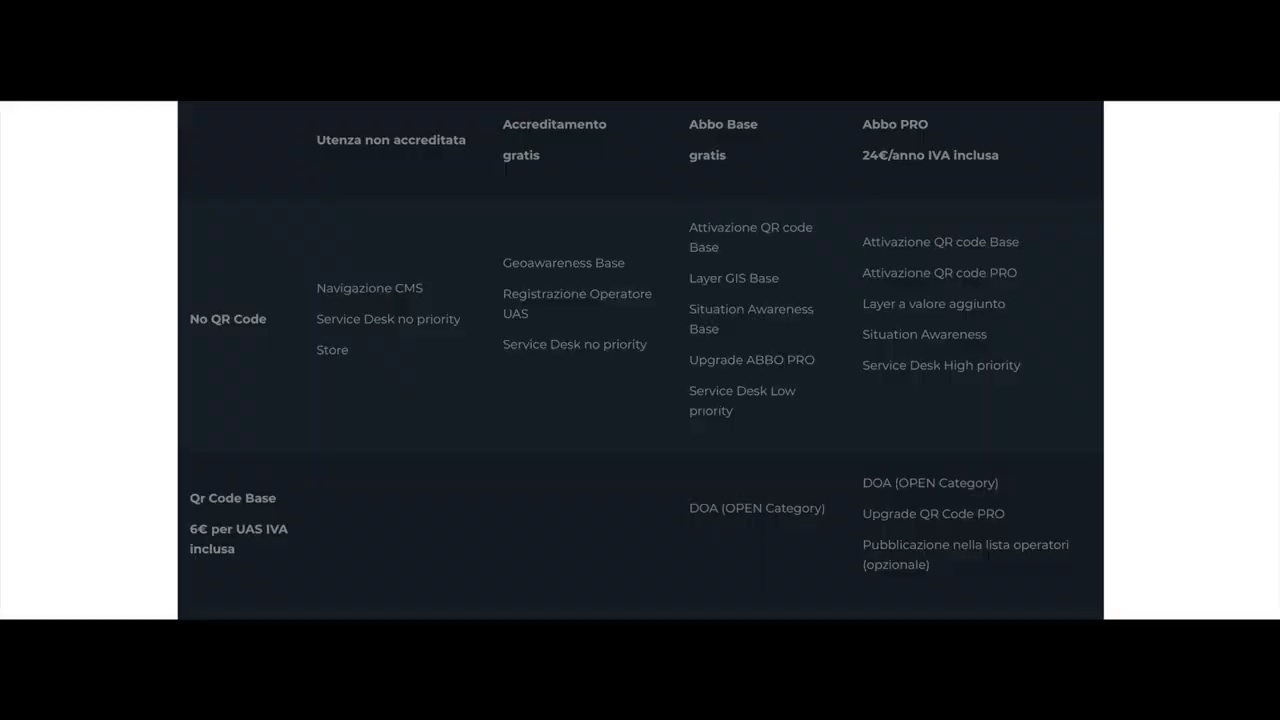 Utenza non accreditata
Accreditamento
gratis
Abbo Base
gratis
Abbo PRO
24€/anno IVA inclusa
No QR Code
Navigazione CMS
Service Desk no priority
Store
Geoawareness Base
Registrazione Operatore
UAS
Service Desk no priority
Attivazione QR code
Base
Layer GIS Base
Situation Awareness
Base
Upgrade ABBO PRO
Service Desk Low
priority
Attivazione QR code Base
Attivazione QR code PRO
Layer a valore aggiunto
Situation Awareness
Service Desk High priority
Qr Code Base
6€ per UAS IVA
inclusa
DOA (OPEN Category)
DOA (OPEN Category)
Upgrade QR Code PRO
Pubblicazione nella lista operatori
(opzionale)